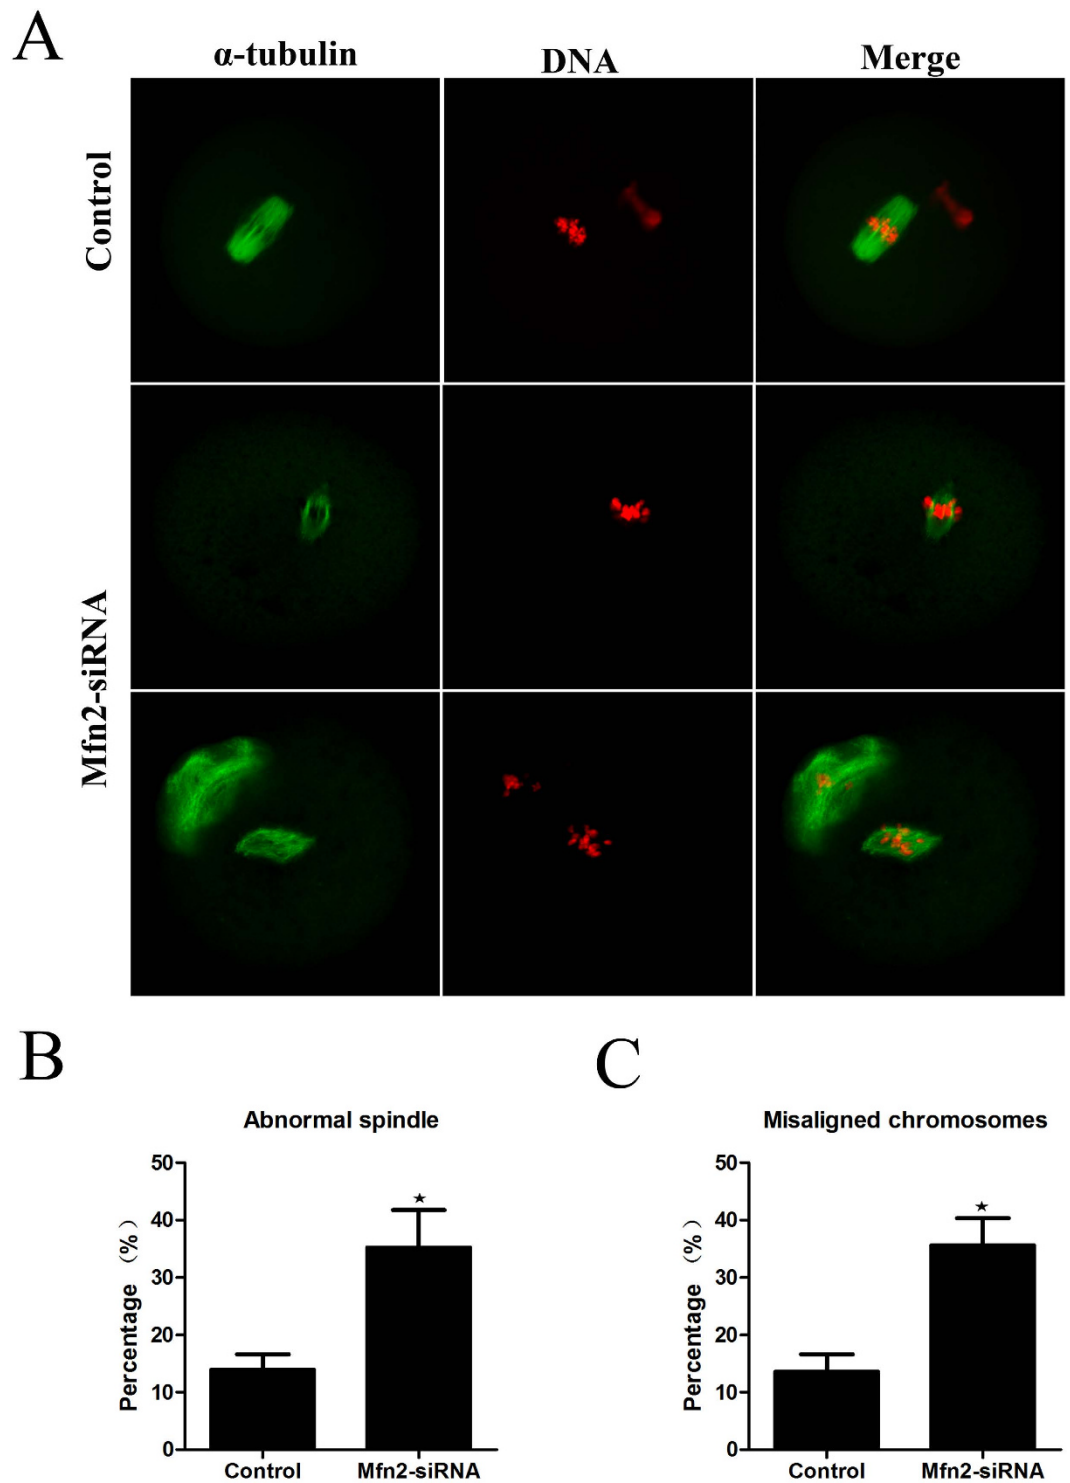 A
α-tubulin
DNA
Merge
Control
Mfn2-siRNA
B
C
Abnormal spindle
Percentage (%)
50
40
30
20
10
0
Control
Mfn2-siRNA
★
Misaligned chromosomes
Percentage (%)
50
40
30
20
10
0
Control
Mfn2-siRNA
★